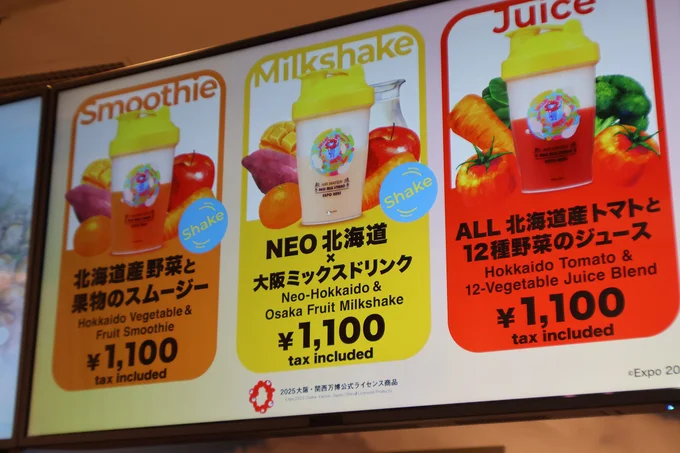 Smoothie
Shake
北海道産野菜と
果物のスムージー
Hokkaido Vegetable &
Fruit Smoothie
¥1,100
tax included
Milkshake
Shake
NEO 北海道
×
大阪ミックスドリンク
Neo-Hokkaido &
Osaka Fruit Milkshake
¥1,100
tax included
Juice
ALL 北海道産トマトと
12種野菜のジュース
Hokkaido Tomato &
12-Vegetable Juice Blend
¥1,100
tax included
2025大阪・関西万博公式ライセンス商品
©Expo 20